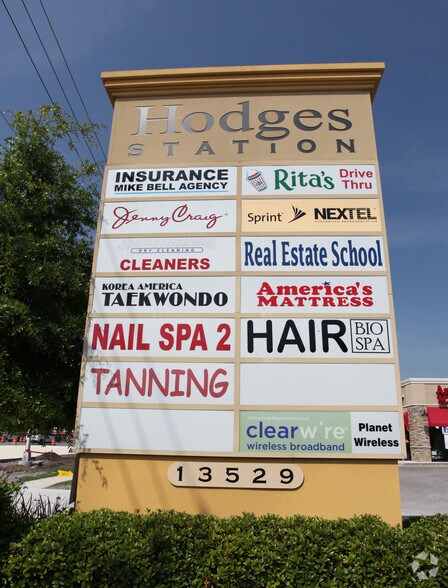 Hodges
STATION
INSURANCE
MIKE BELL AGENCY
Rita's Drive Thru
Jenny Craig
Sprint NEXTEL
DRY CLEANING
CLEANERS
Real Estate School
KOREA AMERICA
TAEKWONDO
America's
MATTRESS
NAIL SPA 2
HAIR BIO SPA
TANNING
clearwire
wireless broadband
Planet
Wireless
13529